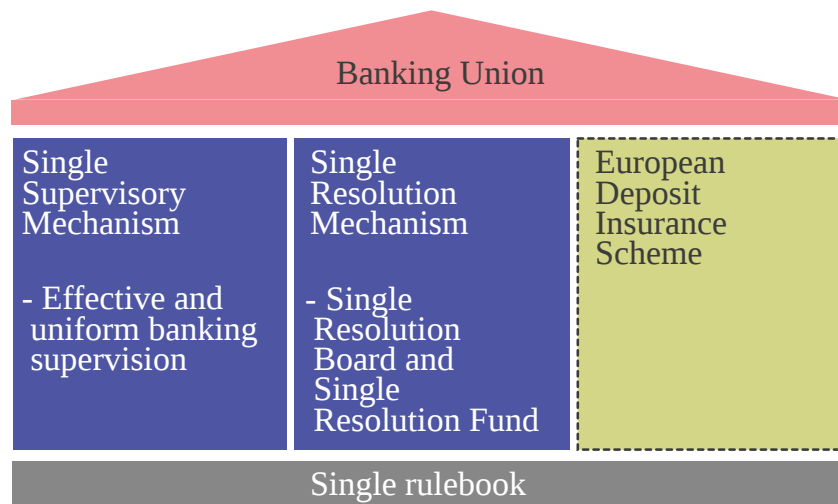 Banking Union
Single
Supervisory
Mechanism
- Effective and
uniform banking
supervision
Single
Resolution
Mechanism
- Single
Resolution
Board and
Single
Resolution Fund
European
Deposit
Insurance
Scheme
Single rulebook